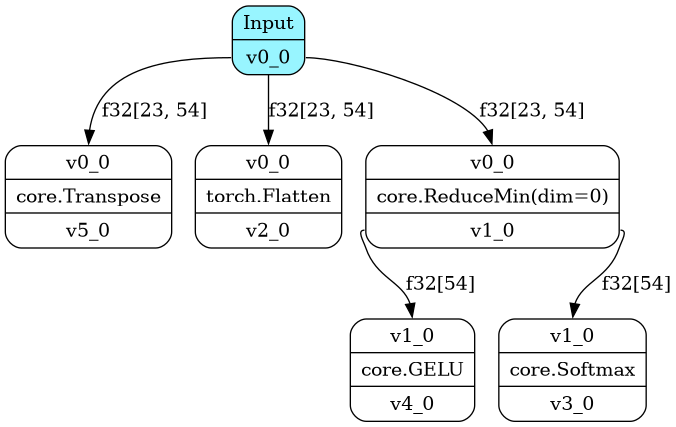 Input
v0_0
f32[23, 54]
f32[23, 54]
f32[23, 54]
v0_0
core.Transpose
v5_0
v0_0
torch.Flatten
v2_0
v0_0
core.ReduceMin(dim=0)
v1_0
f32[54]
f32[54]
v1_0
core.GELU
v4_0
v1_0
core.Softmax
v3_0